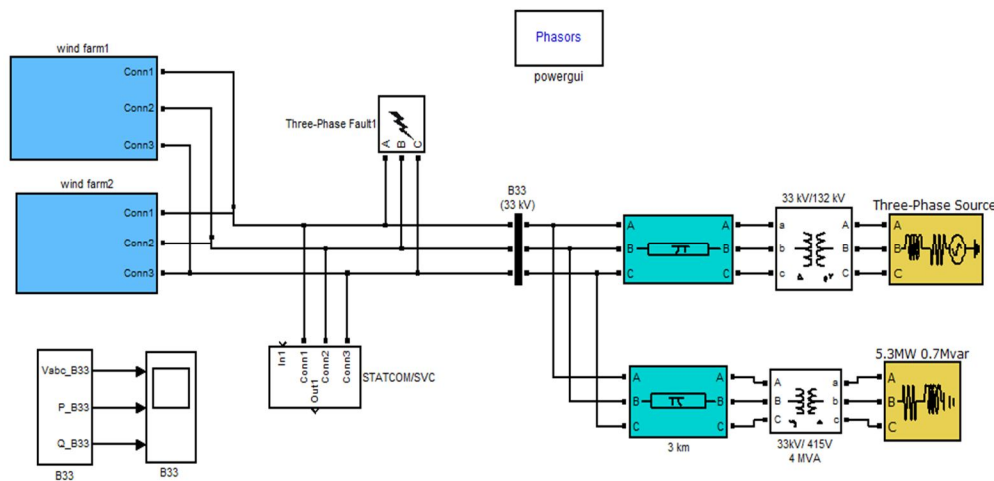 Phasors
powergui
wind farm1
Conn1
Conn2
Conn3
wind farm2
Conn1
Conn2
Conn3
Three-Phase Fault1
A
B
C
B33
(33 kV)
A
B
C
A
B
C
33 kV/132 kV
a
b
c
A
B
C
Three-Phase Source
A
B
C
In1
Conn1
Out1
Conn2
Conn3
STATCOM/SVC
A
B
C
A
B
C
3 km
A
B
C
a
b
c
33kV/ 415V
4 MVA
5.3MW 0.7Mvar
A
B
C
Vabc_B33
P_B33
Q_B33
B33
B33